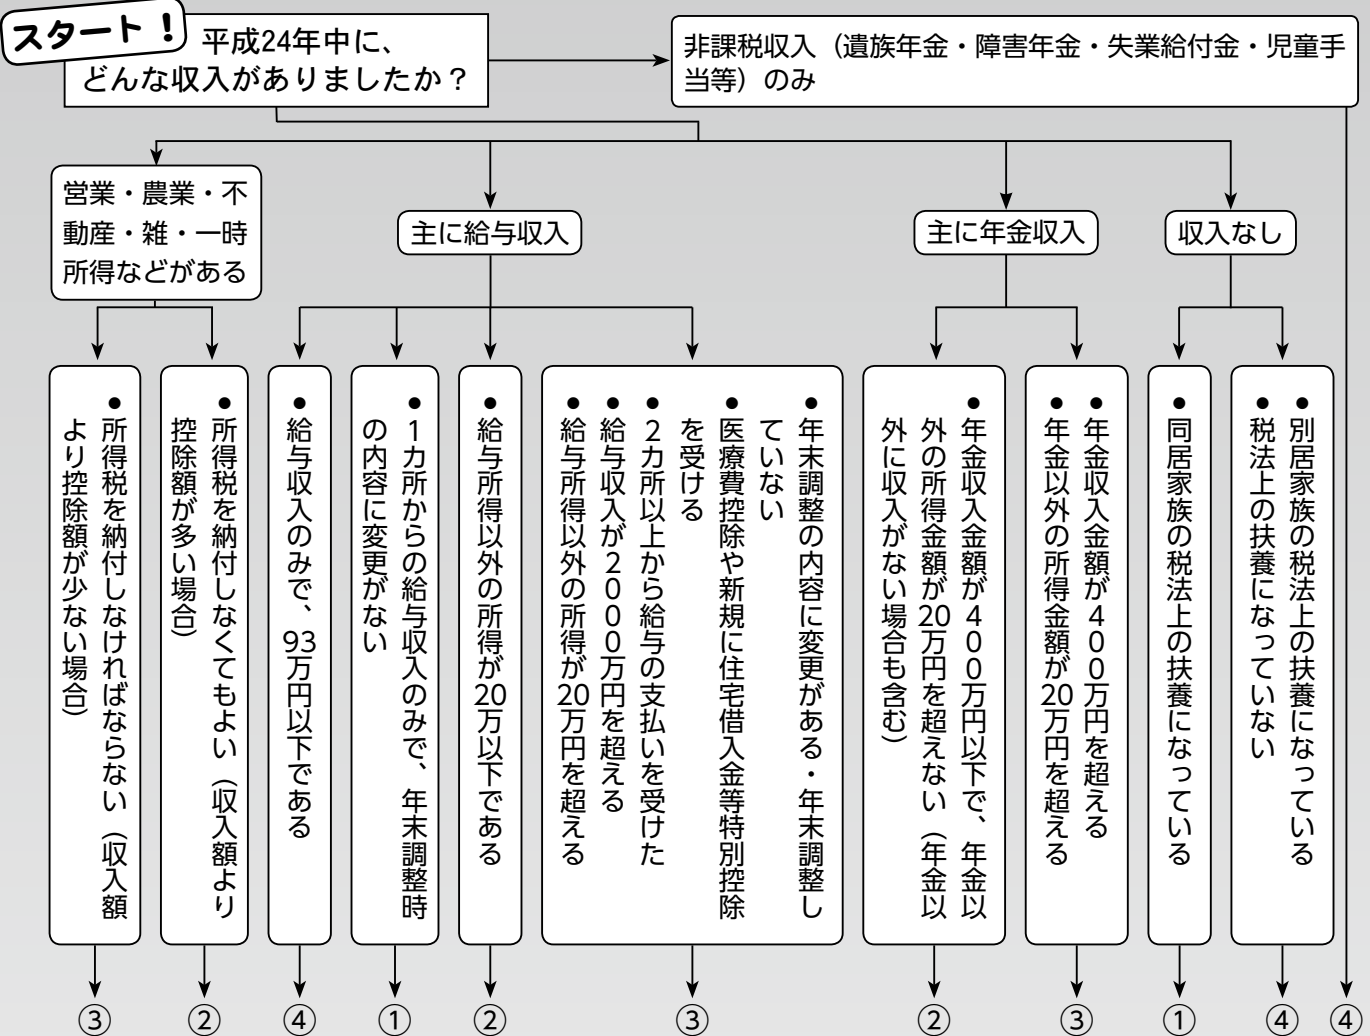 スタート！
平成24年中に、
どんな収入がありましたか？
非課税収入（遺族年金・障害年金・失業給付金・児童手
当等）のみ
営業・農業・不
動産・雑・一時
所得などがある
主に給与収入
主に年金収入
収入なし
●別居家族の税法上の扶養になっている
●税法上の扶養になっていない
●同居家族の税法上の扶養になっている
●年金収入金額が４００万円を超える
●年金以外の所得金額が20万円を超える
●年金収入金額が４００万円以下で、年金以
外の所得金額が20万円を超えない（年金以
外に収入がない場合も含む）
●年末調整の内容に変更がある・年末調整し
ていない
●医療費控除や新規に住宅借入金等特別控除
を受ける
●２カ所以上から給与の支払いを受けた
●給与収入が２０００万円を超える
●給与所得以外の所得が20万円を超える
●給与所得以外の所得が20万以下である
●１カ所からの給与収入のみで、年末調整時
の内容に変更がない
●給与収入のみで、93万円以下である
●所得税を納付しなくてもよい（収入額より
控除額が多い場合）
●所得税を納付しなければならない（収入額
より控除額が少ない場合）
③ ② ④ ① ② ③ ② ③ ① ④ ④